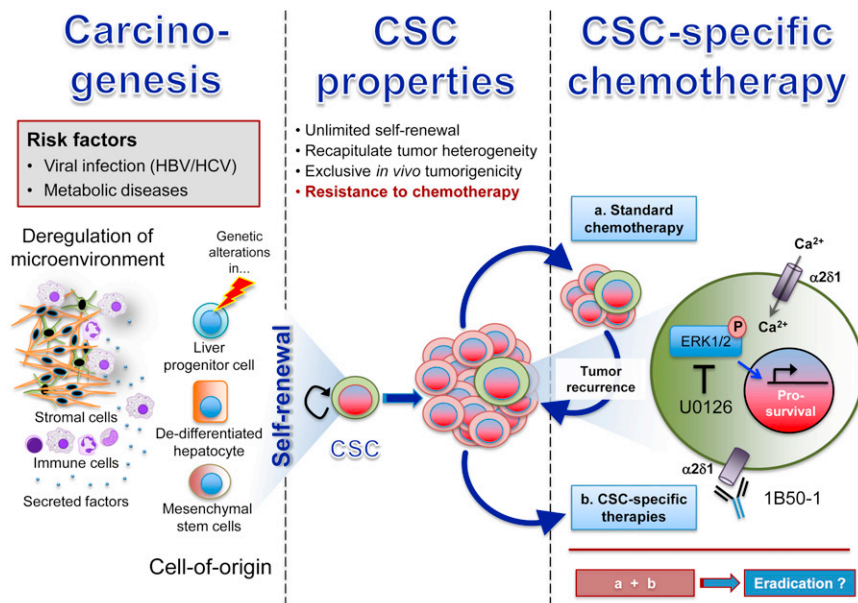 Carcino-
genesis
Risk factors
• Viral infection (HBV/HCV)
• Metabolic diseases
Deregulation of
microenvironment
Genetic
alterations
in...
Liver
progenitor cell
Stromal cells
De-differentiated
hepatocyte
Immune cells
Secreted factors
Mesenchymal
stem cells
Cell-of-origin
Self-renewal
CSC
properties
• Unlimited self-renewal
• Recapitulate tumor heterogeneity
• Exclusive in vivo tumorigenicity
• Resistance to chemotherapy
CSC
CSC-specific
chemotherapy
a. Standard
chemotherapy
Tumor
recurrence
b. CSC-specific
therapies
Ca²⁺
α2δ1
Ca²⁺
P
ERK1/2
U0126
Pro-
survival
α2δ1
1B50-1
a + b
Eradication ?